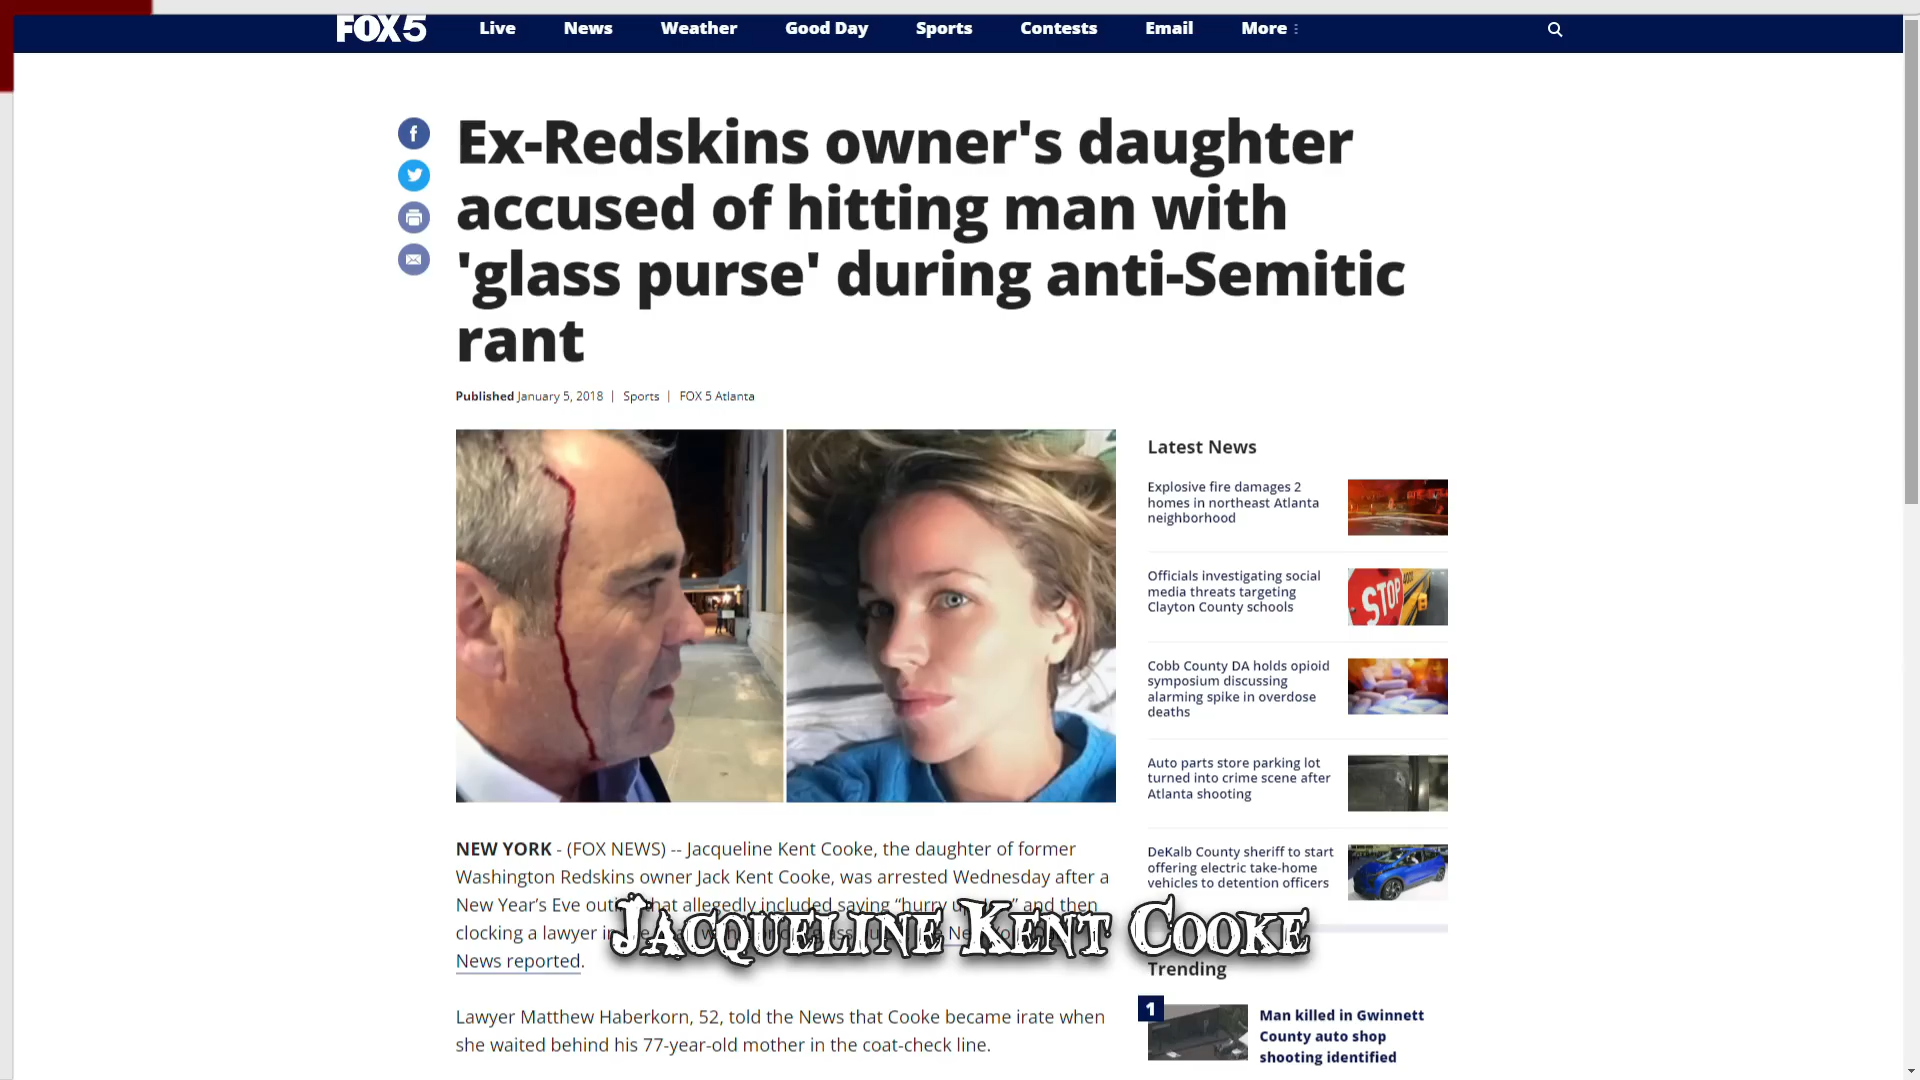 FOX 5 Live News Weather Good Day Sports Contests Email More
Ex-Redskins owner's daughter
accused of hitting man with
'glass purse' during anti-Semitic
rant
Published January 5, 2018 | Sports | FOX 5 Atlanta
NEW YORK - (FOX NEWS) -- Jacqueline Kent Cooke, the daughter of former
Washington Redskins owner Jack Kent Cooke, was arrested Wednesday after a
New Year's Eve that allegedly included saying "hurry and then
clocking a lawyer
News reported.
Jacqueline Kent Cooke
Lawyer Matthew Haberkorn, 52, told the News that Cooke became irate when
she waited behind his 77-year-old mother in the coat-check line.
Latest News
Explosive fire damages 2
homes in northeast Atlanta
neighborhood
Officials investigating social
media threats targeting
Clayton County schools
STOP
Cobb County DA holds opioid
symposium discussing
alarming spike in overdose
deaths
Auto parts store parking lot
turned into crime scene after
Atlanta shooting
DeKalb County sheriff to start
offering electric take-home
vehicles to detention officers
Trending
1
Man killed in Gwinnett
County auto shop
shooting identified